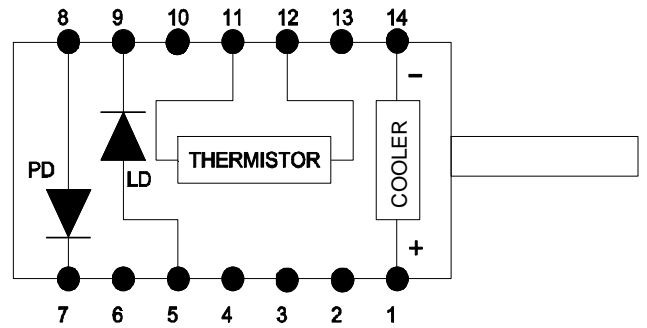 8 9 10 11 12 13 14
−
THERMISTOR
COOLER
PD
LD
+
7 6 5 4 3 2 1